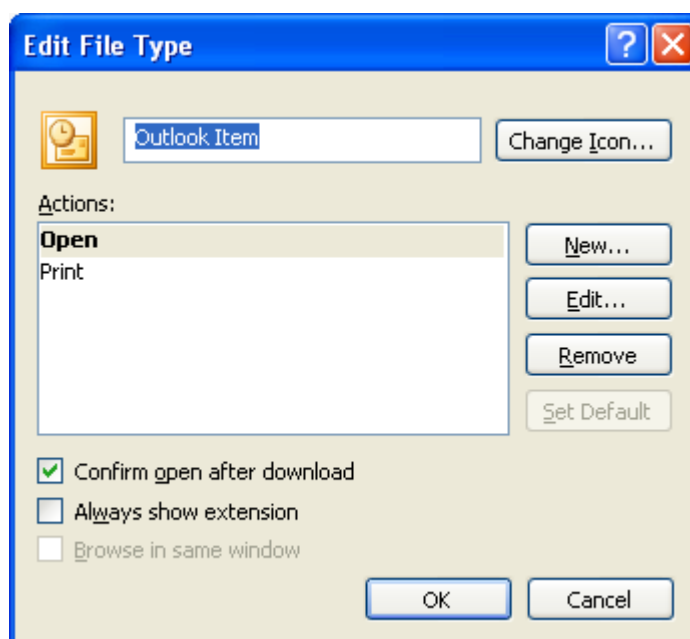 Edit File Type
Outlook Item
Change Icon...
Actions:
Open
Print
New...
Edit...
Remove
Set Default
Confirm open after download
Always show extension
Browse in same window
OK
Cancel